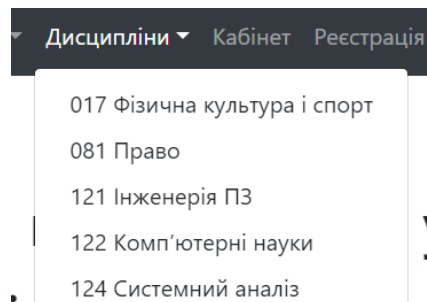 Дисципліни Кабінет Реєстрація
017 Фізична культура і спорт
081 Право
121 Інженерія ПЗ
122 Комп'ютерні науки
124 Системний аналіз